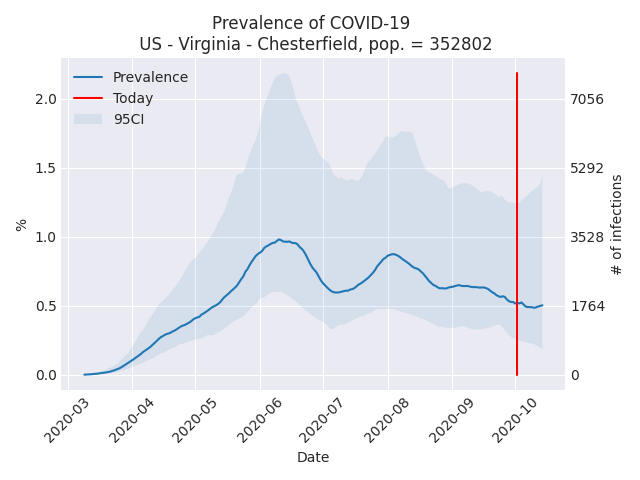 Prevalence of COVID-19
US - Virginia - Chesterfield, pop. = 352802
Prevalence
Today
95CI
2.0
1.5
1.0
0.5
0.0
%
7056
5292
3528
1764
0
# of infections
2020-03
2020-04
2020-05
2020-06
2020-07
2020-08
2020-09
2020-10
Date